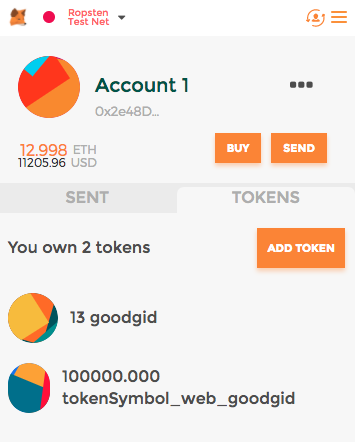 Ropsten
Test Net
Account 1
0x2e48D...
12.998 ETH
11205.96 USD
BUY
SEND
SENT
TOKENS
You own 2 tokens
ADD TOKEN
13 goodgid
100000.000
tokenSymbol_web_goodgid